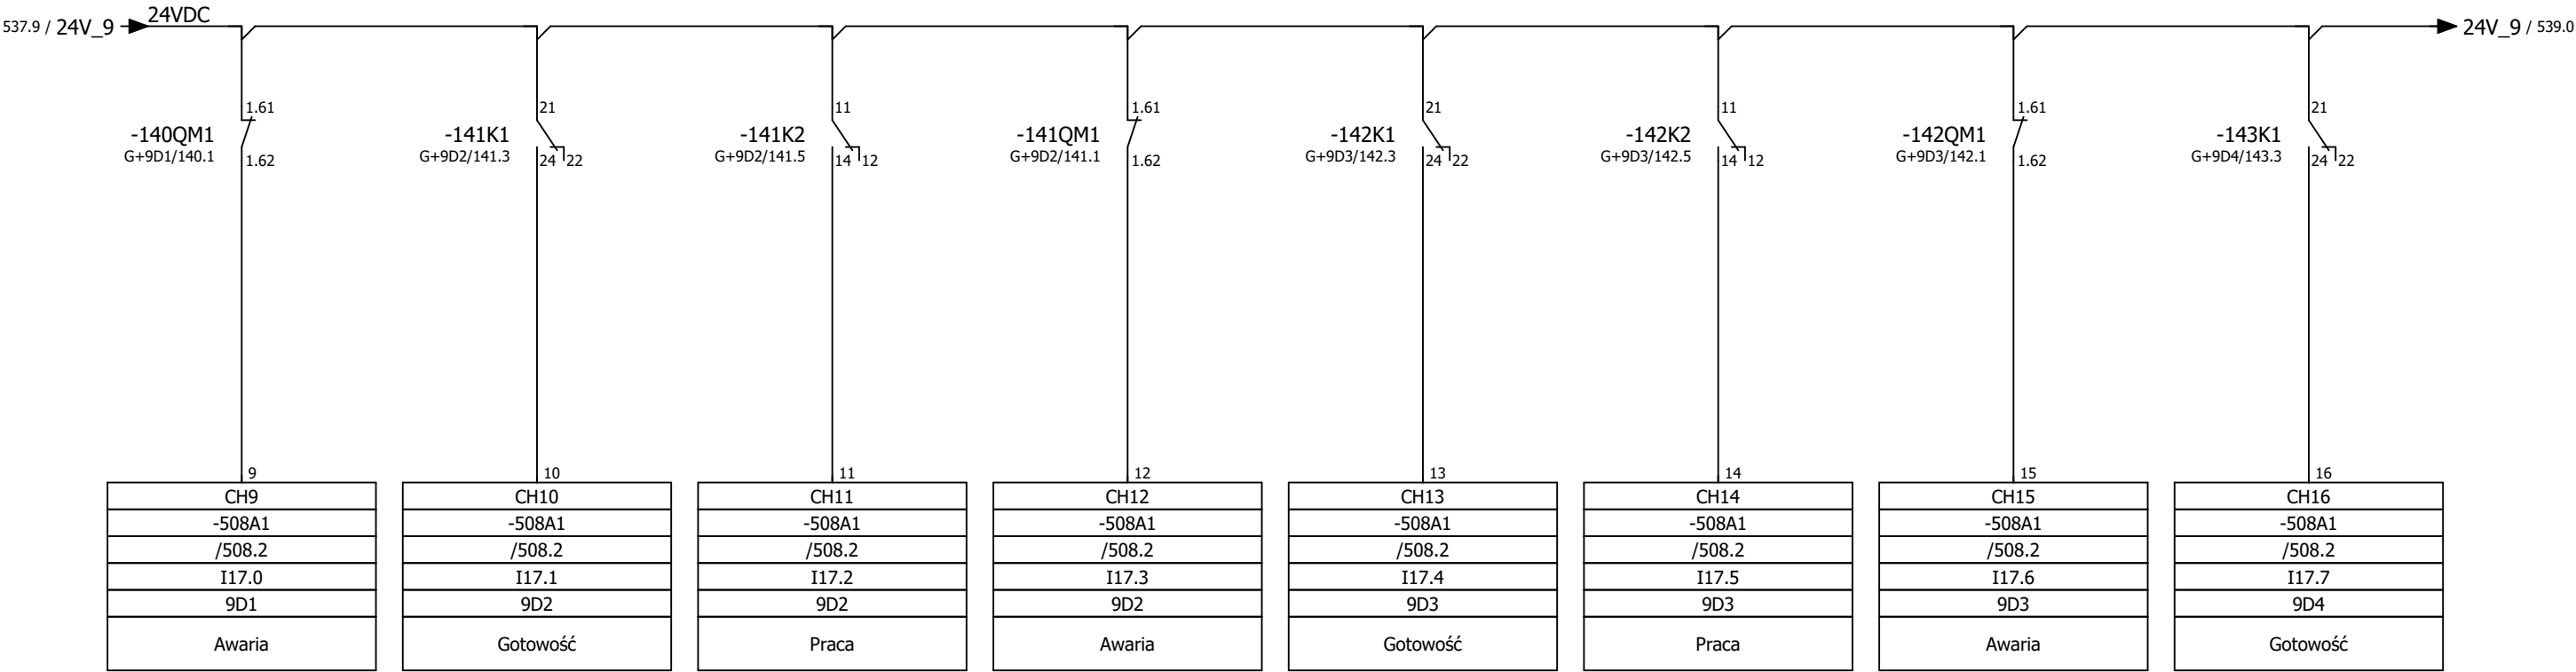 24VDC
537.9 / 24V_9
24V_9 / 539.0
1.61
-140QM1
G+9D1/140.1
1.62
21
-141K1
G+9D2/141.3
24 22
11
-141K2
G+9D2/141.5
14 12
1.61
-141QM1
G+9D2/141.1
1.62
21
-142K1
G+9D3/142.3
24 22
11
-142K2
G+9D3/142.5
14 12
1.61
-142QM1
G+9D3/142.1
1.62
21
-143K1
G+9D4/143.3
24 22
9
CH9
-508A1
/508.2
I17.0
9D1
Awaria
10
CH10
-508A1
/508.2
I17.1
9D2
Gotowość
11
CH11
-508A1
/508.2
I17.2
9D2
Praca
12
CH12
-508A1
/508.2
I17.3
9D2
Awaria
13
CH13
-508A1
/508.2
I17.4
9D3
Gotowość
14
CH14
-508A1
/508.2
I17.5
9D3
Praca
15
CH15
-508A1
/508.2
I17.6
9D3
Awaria
16
CH16
-508A1
/508.2
I17.7
9D4
Gotowość